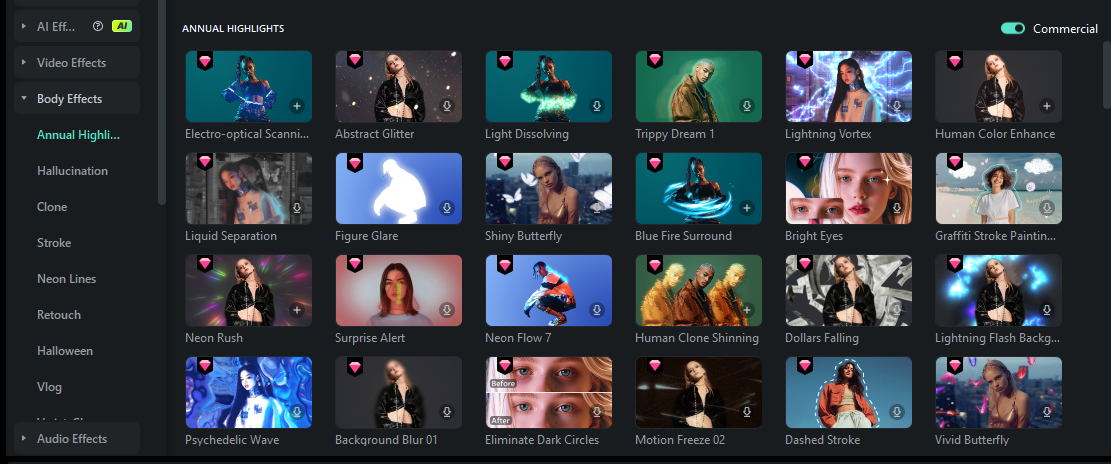 AI Eff...
AI
Video Effects
Body Effects
Annual Highli...
Hallucination
Clone
Stroke
Neon Lines
Retouch
Halloween
Vlog
Audio Effects
ANNUAL HIGHLIGHTS
Commercial
Electro-optical Scanni...
Abstract Glitter
Light Dissolving
Trippy Dream 1
Lightning Vortex
Human Color Enhance
Liquid Separation
Figure Glare
Shiny Butterfly
Blue Fire Surround
Bright Eyes
Graffiti Stroke Paintin...
Neon Rush
Surprise Alert
Neon Flow 7
Human Clone Shinning
Dollars Falling
Lightning Flash Backg...
Before
After
Psychedelic Wave
Background Blur 01
Eliminate Dark Circles
Motion Freeze 02
Dashed Stroke
Vivid Butterfly